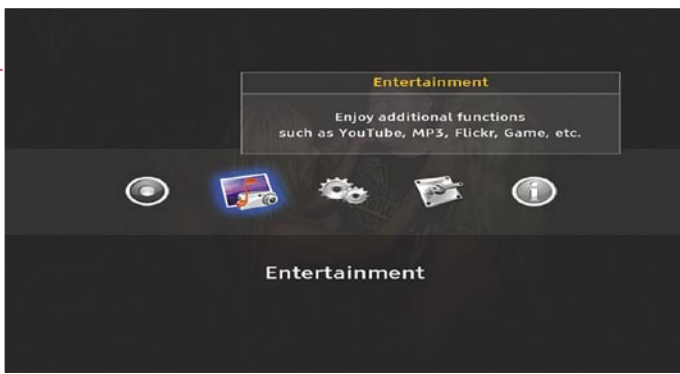 Entertainment
Enjoy additional functions
such as YouTube, MP3, Flickr, Game, etc.
Entertainment